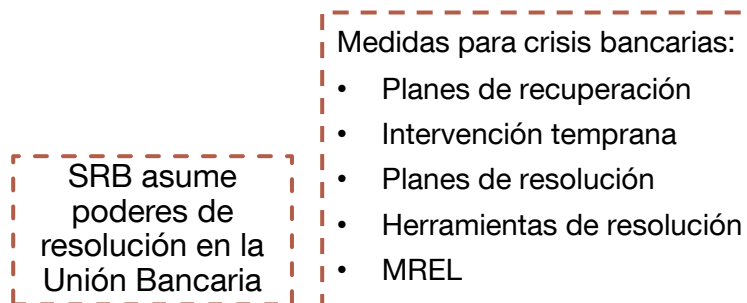 Medidas para crisis bancarias:
• Planes de recuperación
• Intervención temprana
• Planes de resolución
• Herramientas de resolución
• MREL
SRB asume
poderes de
resolución en la
Unión Bancaria